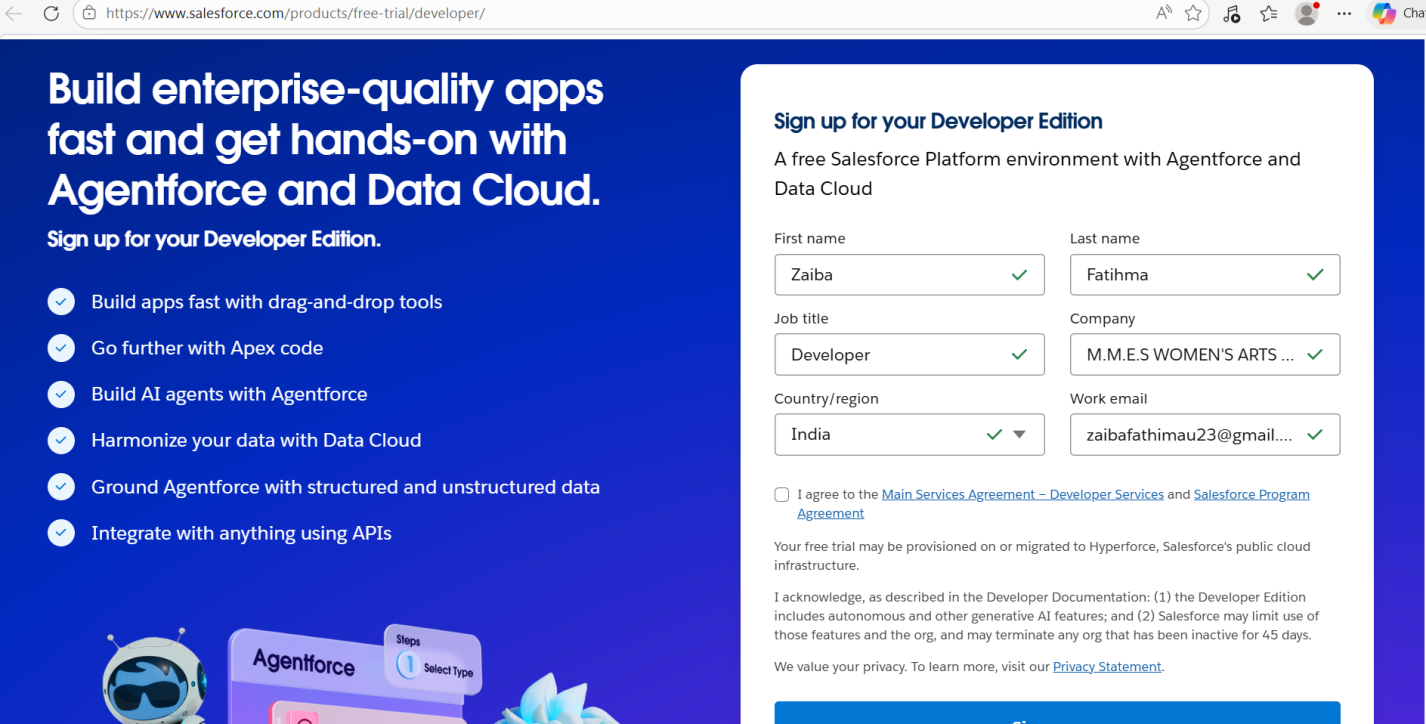 https://www.salesforce.com/products/free-trial/developer/
Build enterprise-quality apps
fast and get hands-on with
Agentforce and Data Cloud.
Sign up for your Developer Edition.
Build apps fast with drag-and-drop tools
Go further with Apex code
Build AI agents with Agentforce
Harmonize your data with Data Cloud
Ground Agentforce with structured and unstructured data
Integrate with anything using APIs
Agentforce
Steps
1 Select Type
Sign up for your Developer Edition
A free Salesforce Platform environment with Agentforce and
Data Cloud
First name
Last name
Zaiba
Fatihma
Job title
Company
Developer
M.M.E.S WOMEN'S ARTS ...
Country/region
Work email
India
zaibafathimau23@gmail....
I agree to the Main Services Agreement – Developer Services and Salesforce Program
Agreement
Your free trial may be provisioned on or migrated to Hyperforce, Salesforce's public cloud
infrastructure.
I acknowledge, as described in the Developer Documentation: (1) the Developer Edition
includes autonomous and other generative AI features; and (2) Salesforce may limit use of
those features and the org, and may terminate any org that has been inactive for 45 days.
We value your privacy. To learn more, visit our Privacy Statement.